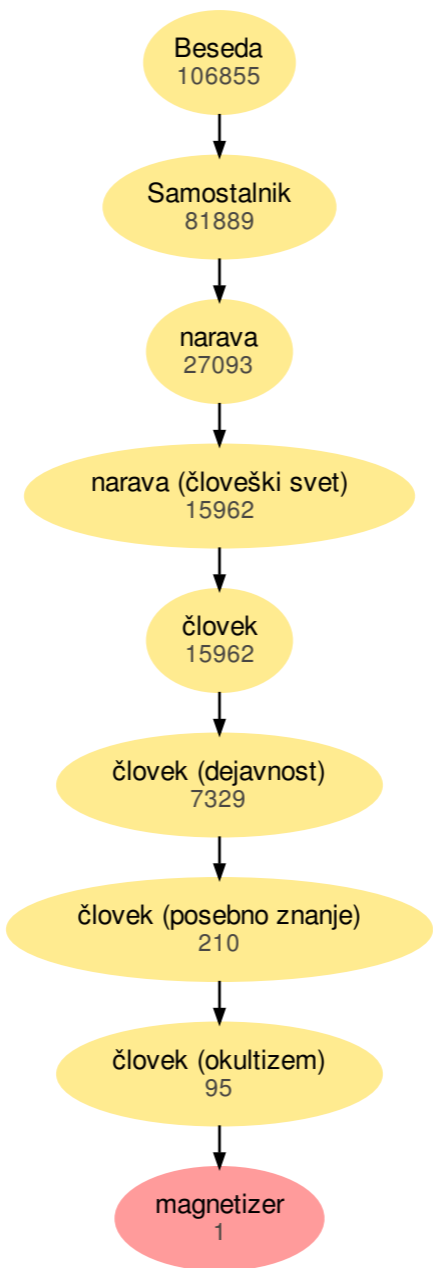 Beseda
106855
Samostalnik
81889
narava
27093
narava (človeški svet)
15962
človek
15962
človek (dejavnost)
7329
človek (posebno znanje)
210
človek (okultizem)
95
magnetizer
1